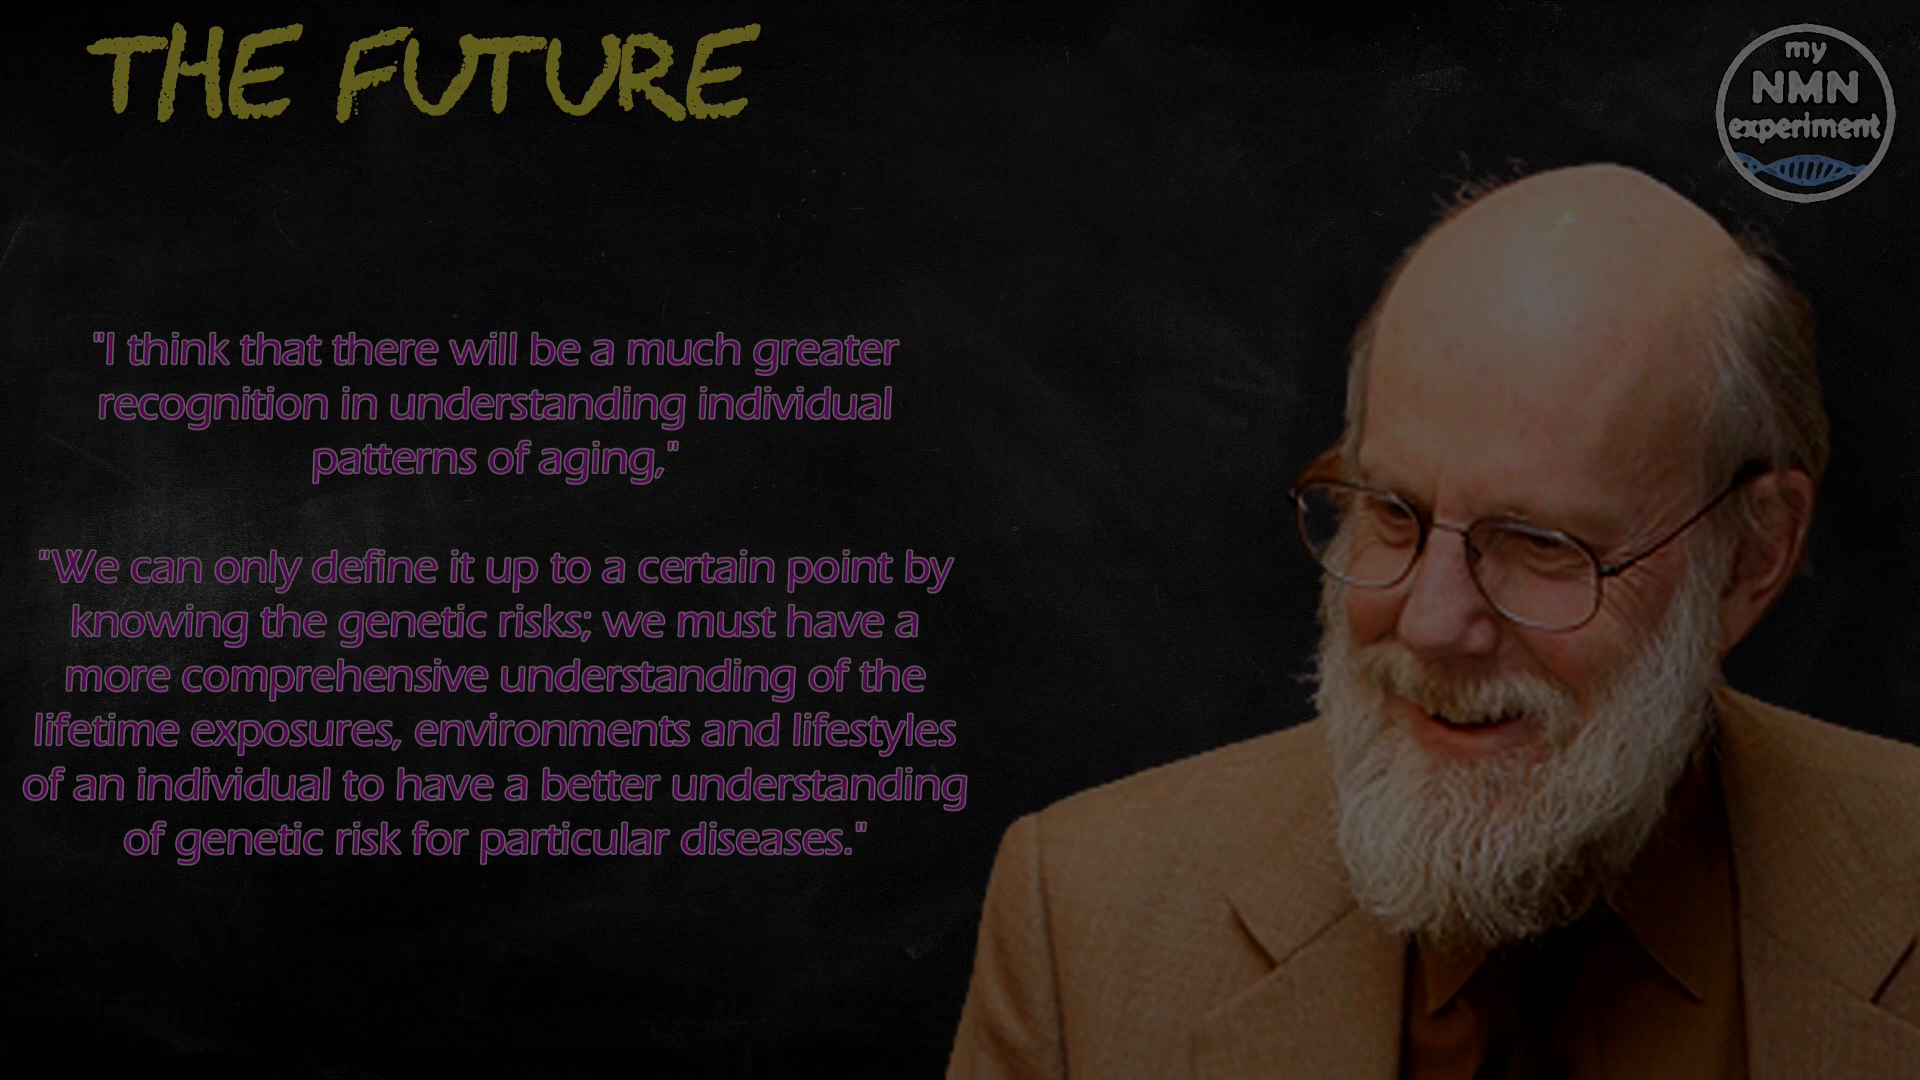 THE FUTURE
my
NMN
experiment
"I think that there will be a much greater
recognition in understanding individual
patterns of aging,"
"We can only define it up to a certain point by
knowing the genetic risks; we must have a
more comprehensive understanding of the
lifetime exposures, environments and lifestyles
of an individual to have a better understanding
of genetic risk for particular diseases."